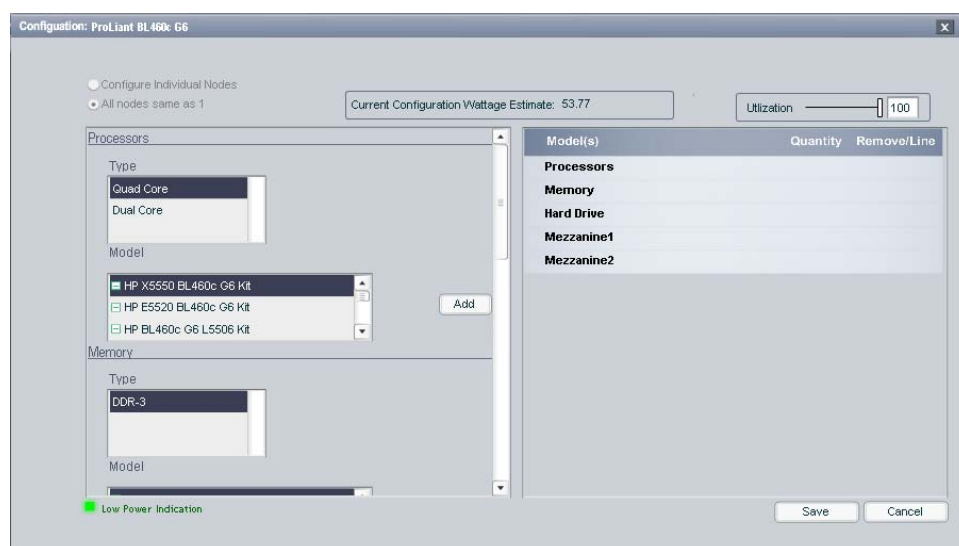 Configuation: ProLiant BL460c G6
X
Configure Individual Nodes
All nodes same as 1
Current Configuration Wattage Estimate: 53.77
Utlization 100
Processors
Type
Quad Core
Dual Core
Model
HP X5550 BL460c G6 Kit
HP E5520 BL460c G6 Kit
HP BL460c G6 L5506 Kit
Add
Memory
Type
DDR-3
Model
Low Power Indication
Model(s) Quantity Remove/Line
Processors
Memory
Hard Drive
Mezzanine1
Mezzanine2
Save Cancel